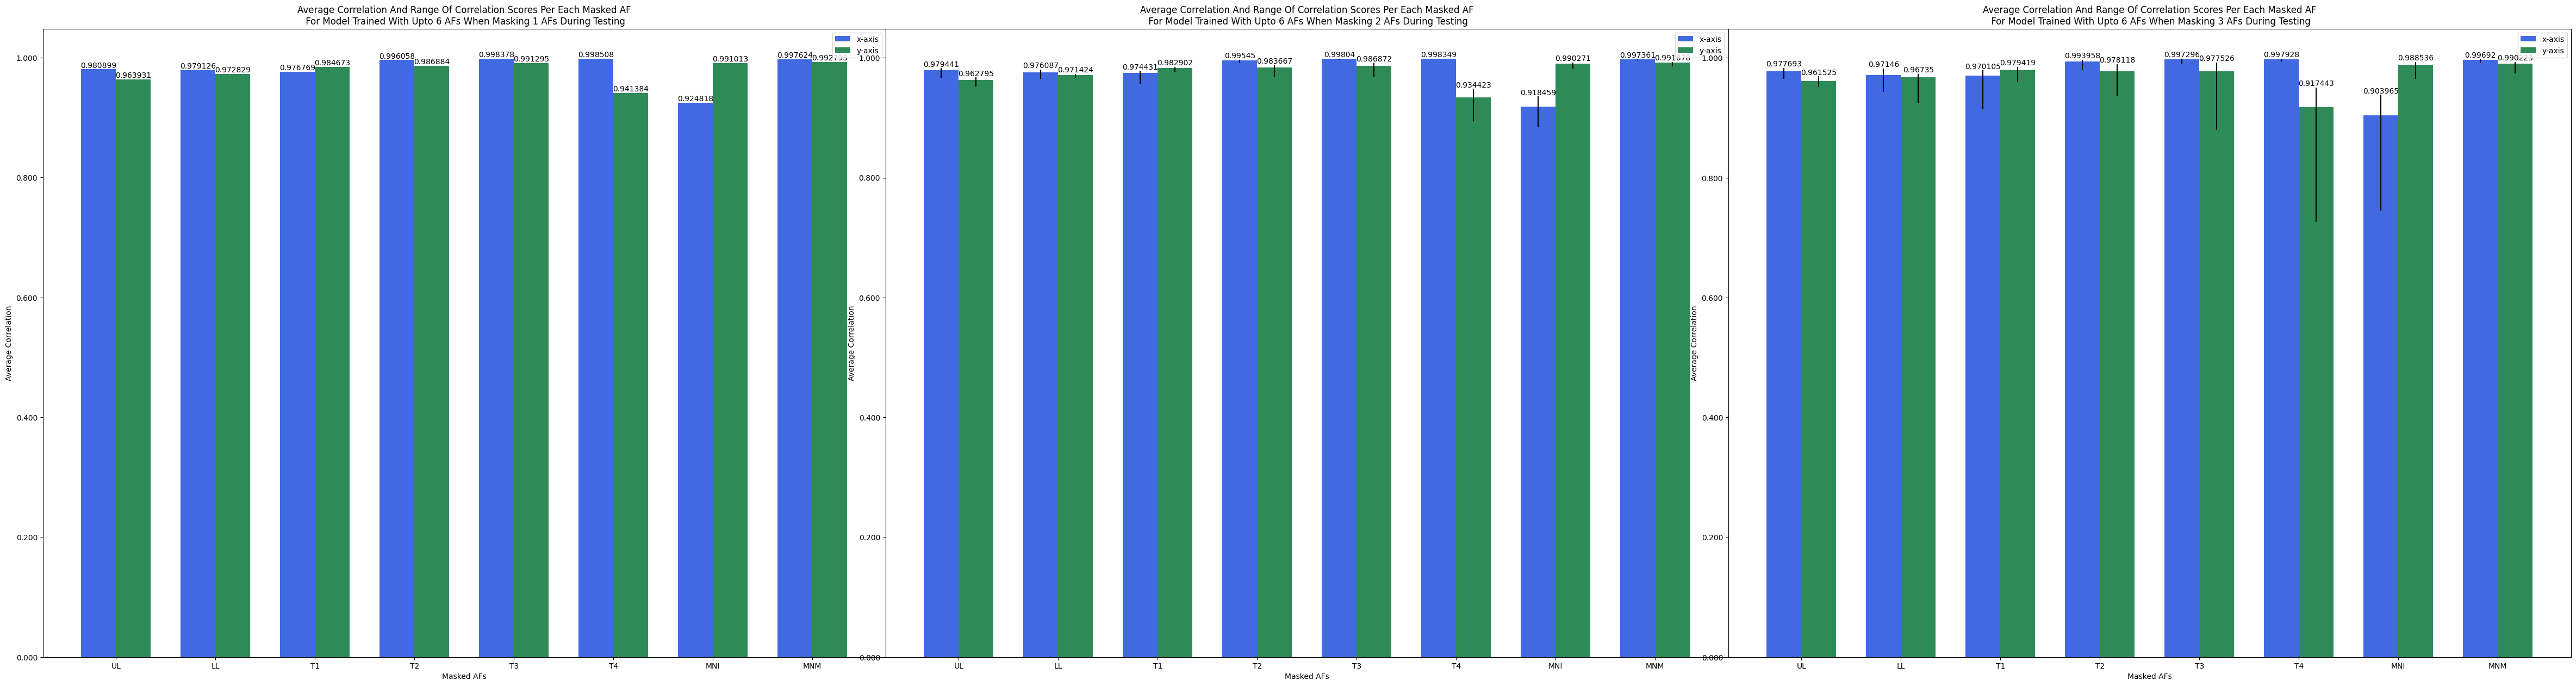 Average Correlation And Range Of Correlation Scores Per Each Masked AF
For Model Trained With Upto 6 AFs When Masking 1 AFs During Testing
x-axis
y-axis
1.000
0.800
0.600
0.400
0.200
0.000
Average Correlation
0.980899
0.963931
0.979126
0.972829
0.976769
0.984673
0.996058
0.986884
0.998378
0.991295
0.998508
0.941384
0.924818
0.991013
0.997624
UL
LL
T1
T2
T3
T4
MNI
MNM
Masked AFs
Average Correlation And Range Of Correlation Scores Per Each Masked AF
For Model Trained With Upto 6 AFs When Masking 2 AFs During Testing
x-axis
y-axis
1.000
0.800
0.600
0.400
0.200
0.000
Average Correlation
0.979441
0.962795
0.976087
0.971424
0.974431
0.982902
0.99545
0.983667
0.99804
0.986872
0.998349
0.934423
0.918459
0.990271
0.997361
UL
LL
T1
T2
T3
T4
MNI
MNM
Masked AFs
Average Correlation And Range Of Correlation Scores Per Each Masked AF
For Model Trained With Upto 6 AFs When Masking 3 AFs During Testing
x-axis
y-axis
1.000
0.800
0.600
0.400
0.200
0.000
Average Correlation
0.977693
0.961525
0.97146
0.96735
0.970105
0.979419
0.993958
0.978118
0.997296
0.977526
0.997928
0.917443
0.903965
0.988536
0.99692
UL
LL
T1
T2
T3
T4
MNI
MNM
Masked AFs